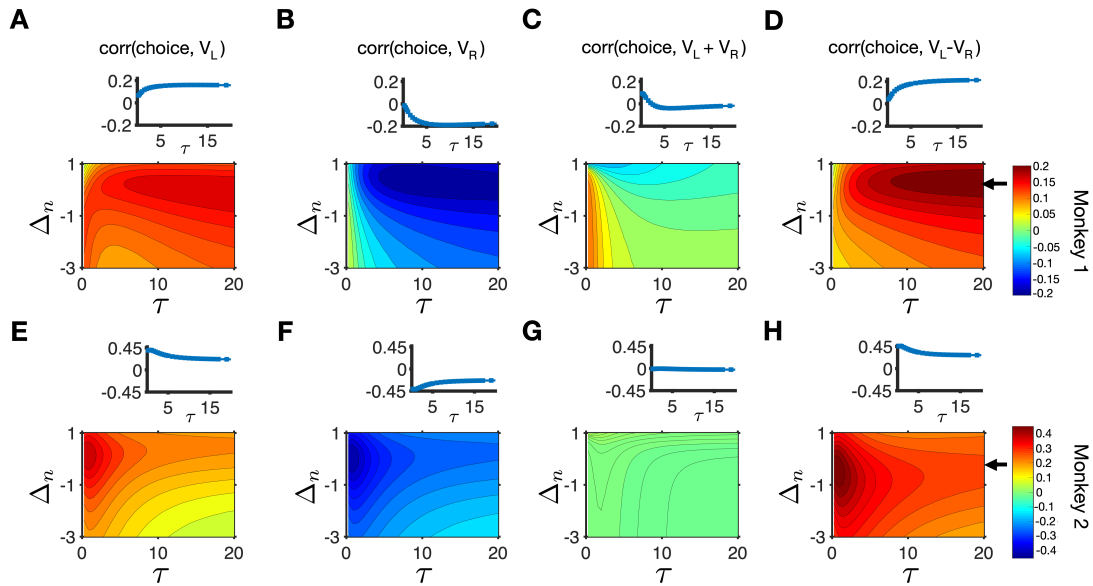 A B C D
corr(choice, V_L) corr(choice, V_R) corr(choice, V_L + V_R) corr(choice, V_L-V_R)
0.2 0.2 0.2 0.2
0 0 0 0
-0.2 -0.2 -0.2 -0.2
5 τ 15 5 τ 15 5 τ 15 5 τ 15
1 1 1 1 0.2
0.15
0.1
Δn -1 Δn -1 Δn -1 Δn -1 0.05
0
-0.05
-0.1
-0.15
-3 -3 -3 -3 -0.2
Monkey 1
0 10 20 0 10 20 0 10 20 0 10 20
τ τ τ τ
E F G H
0.45 0.45 0.45 0.45
0 0 0 0
-0.45 -0.45 -0.45 -0.45
5 τ 15 5 τ 15 5 τ 15 5 τ 15
1 1 1 1 0.4
0.3
0.2
Δn -1 Δn -1 Δn -1 Δn -1 0.1
0
-0.1
-0.2
-0.3
-3 -3 -3 -3 -0.4
Monkey 2
0 10 20 0 10 20 0 10 20 0 10 20
τ τ τ τ